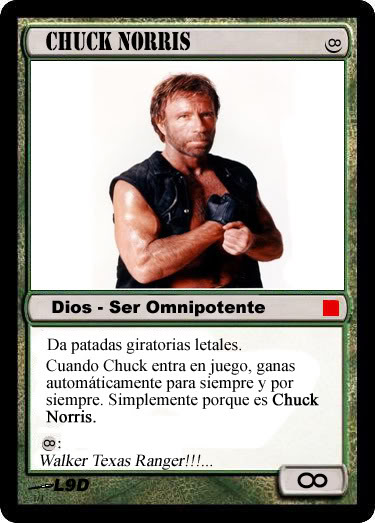 CHUCK NORRIS ∞
Dios - Ser Omnipotente
Da patadas giratorias letales.
Cuando Chuck entra en juego, ganas
automáticamente para siempre y por
siempre. Simplemente porque es Chuck
Norris.
∞:
Walker Texas Ranger!!!...
L9D
∞